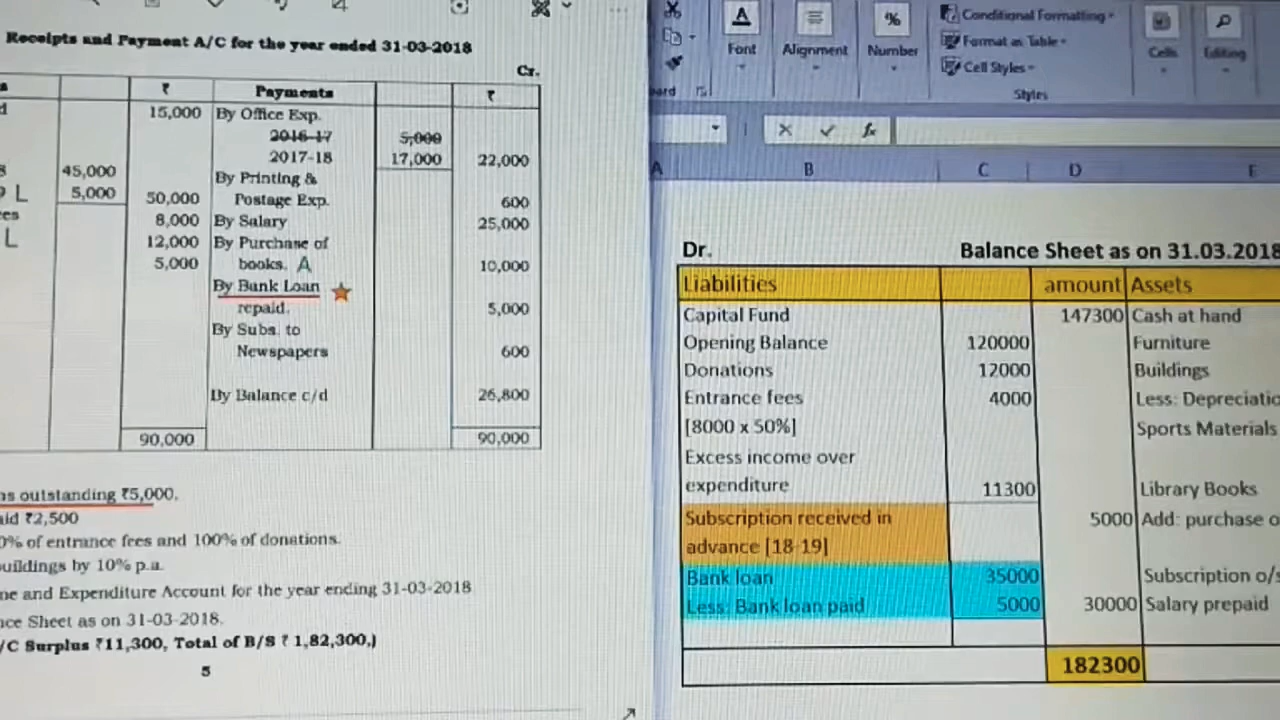 Receipts and Payment A/C for the year ended 31-03-2018
Cr.
₹ Payments ₹
15,000 By Office Exp.
2016-17 5,000
2017-18 17,000 22,000
45,000 By Printing &
5,000 50,000 Postage Exp. 600
L
8,000 By Salary 25,000
L 12,000 By Purchase of
5,000 books. A 10,000
By Bank Loan
repaid. 5,000
By Subs. to
Newspapers 600
By Balance c/d 26,800
90,000 90,000
outstanding ₹5,000.
₹2,500
of entrance fees and 100% of donations.
by 10% p.a.
and Expenditure Account for the year ending 31-03-2018
Sheet as on 31-03-2018.
Surplus ₹11,300, Total of B/S ₹ 1,82,300,)
5
Font
Alignment
%
Number
Conditional Formatting
Format as Table
Cell Styles
Styles
Cells
Editing
fx
A B C D E
Dr. Balance Sheet as on 31.03.2018
Liabilities amount Assets
Capital Fund 147300 Cash at hand
Opening Balance 120000 Furniture
Donations 12000 Buildings
Entrance fees 4000 Less: Depreciatio
[8000 x 50%] Sports Materials
Excess income over
expenditure 11300 Library Books
Subscription received in 5000 Add: purchase o
advance [18-19]
Bank loan 35000 Subscription o/s
Less: Bank loan paid 5000 30000 Salary prepaid
182300